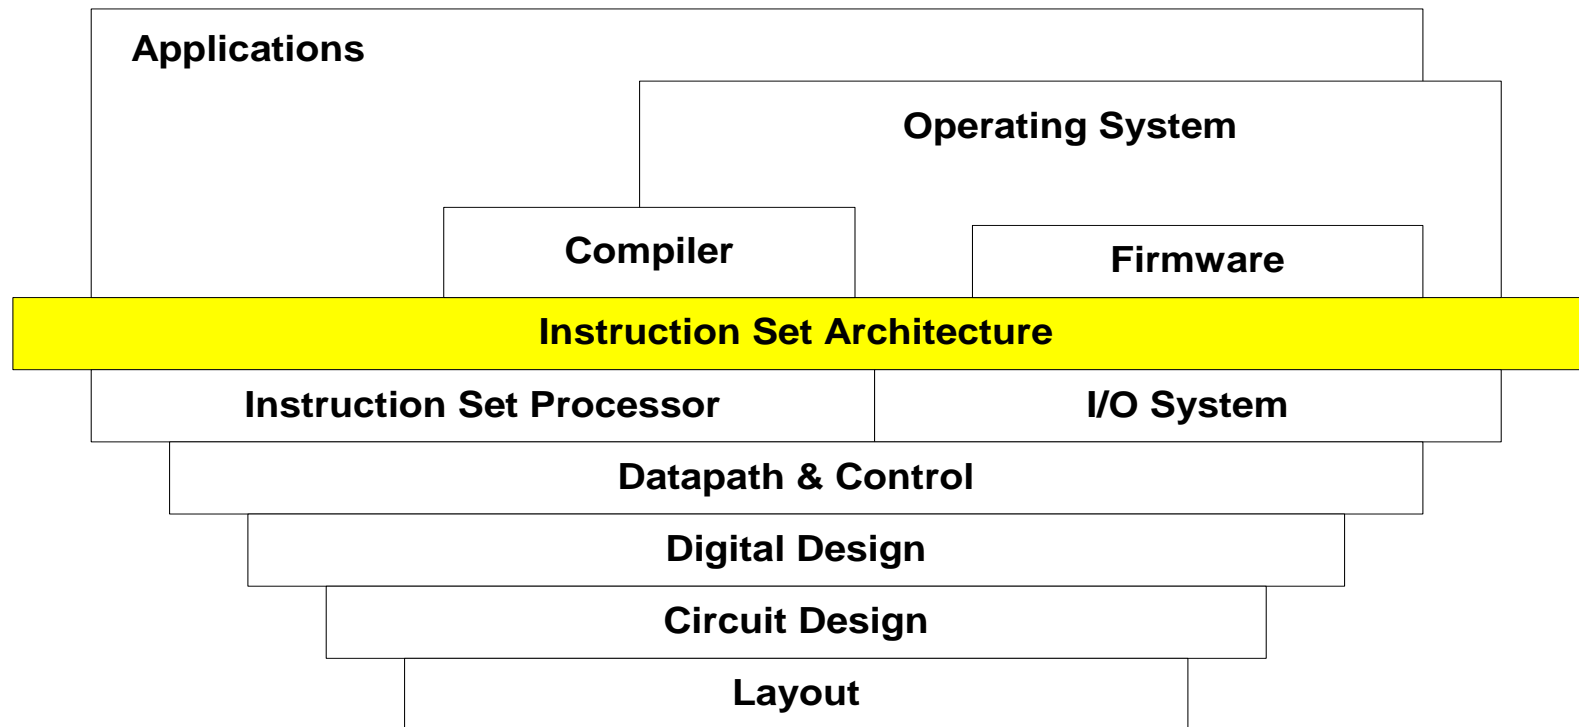 Applications
Operating System
Compiler
Firmware
Instruction Set Architecture
Instruction Set Processor
I/O System
Datapath & Control
Digital Design
Circuit Design
Layout